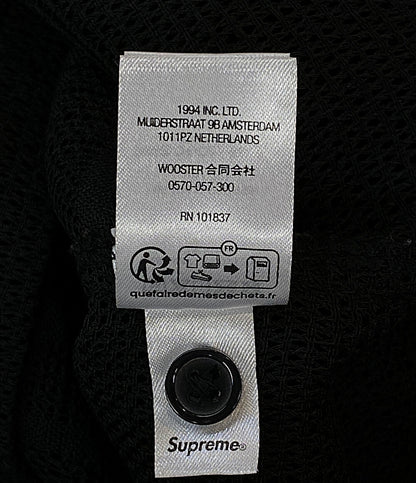 1994 INC. LTD.
MUIDERSTRAAT 9B AMSTERDAM
1011PZ NETHERLANDS
WOOSTER 合同会社
0570-057-300
RN 101837
FR
quefairedemesdechets.fr
Supreme®